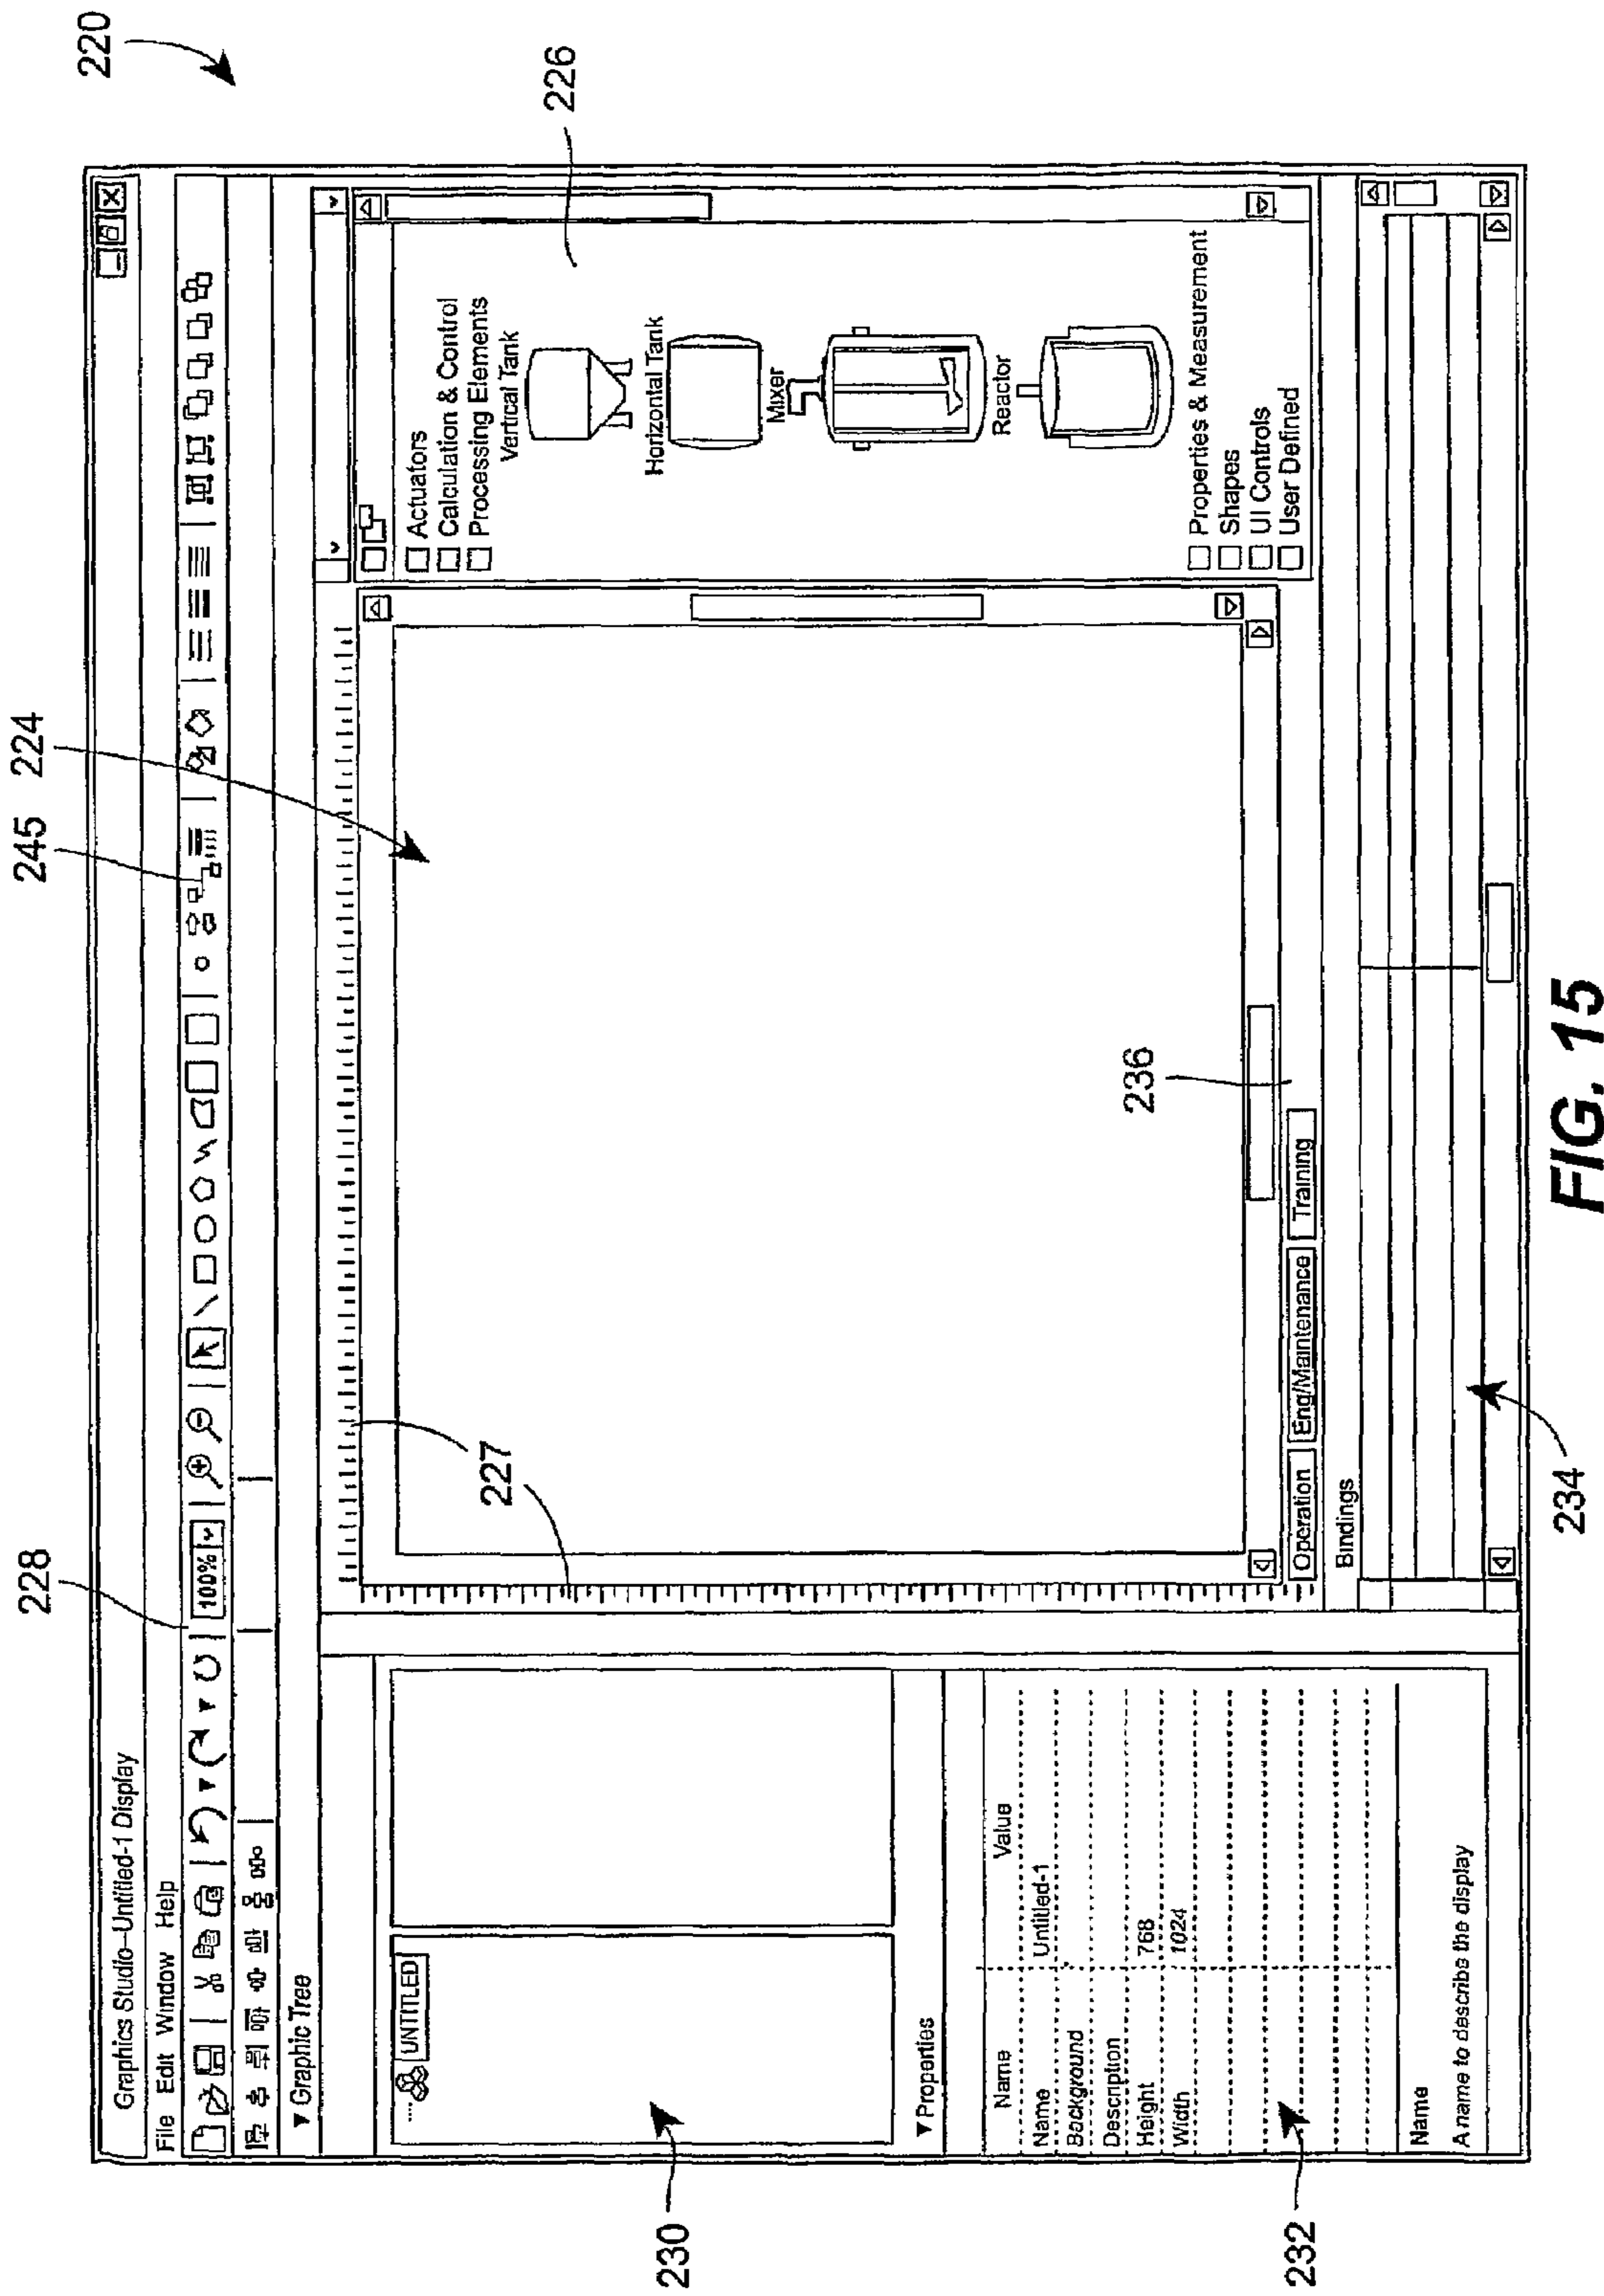 220
245 224
228
Graphics Studio–Untitled-1 Display
File Edit Window Help
100%
▼ Graphic Tree
UNTITLED
230
▼ Properties
Name Value
Name Untitled-1
Background
Description
Height 768
Width 1024
Name
A name to describe the display
232
227
226
Actuators
Calculation & Control
Processing Elements
Vertical Tank
Horizontal Tank
Mixer
Reactor
Properties & Measurement
Shapes
UI Controls
User Defined
236
Operation Eng/Maintenance Training
Bindings
234
FIG. 15